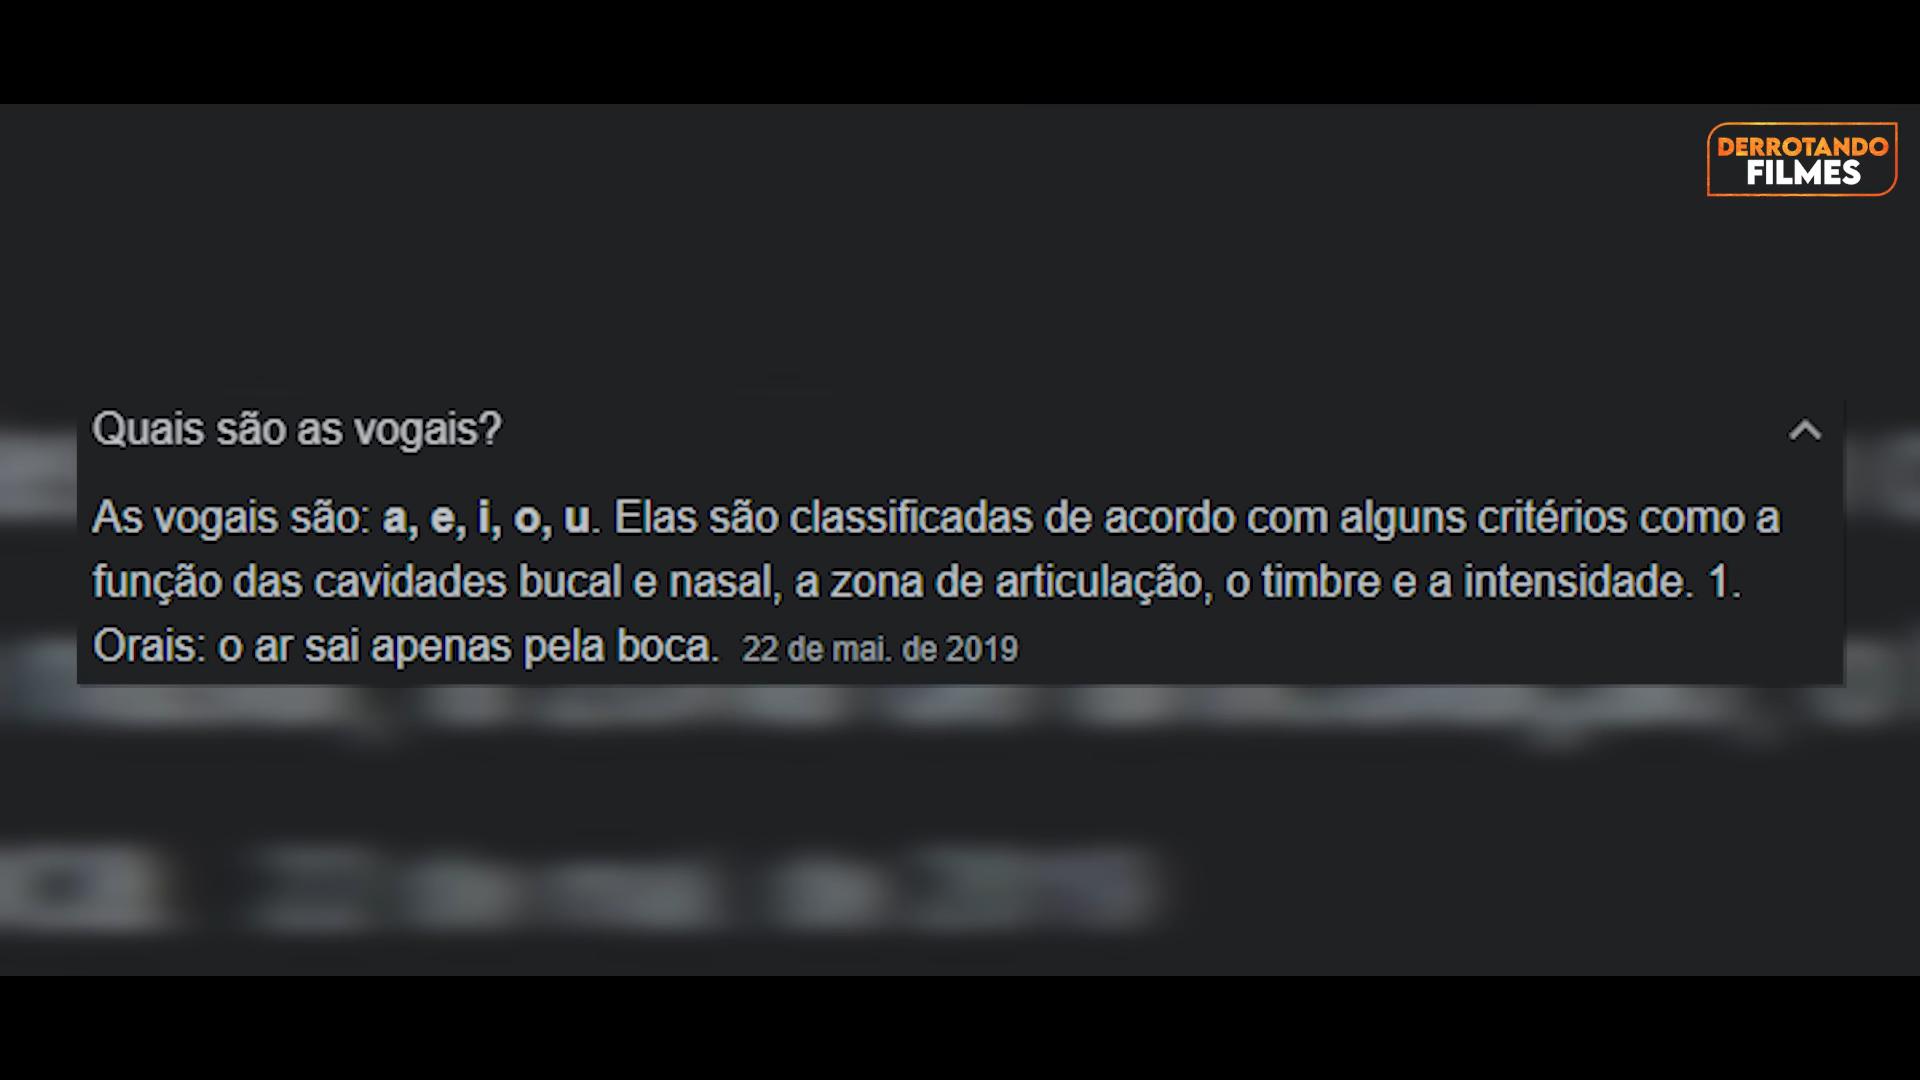 DERROTANDO
FILMES
Quais são as vogais?
As vogais são: a, e, i, o, u. Elas são classificadas de acordo com alguns critérios como a
função das cavidades bucal e nasal, a zona de articulação, o timbre e a intensidade. 1.
Orais: o ar sai apenas pela boca. 22 de mai. de 2019